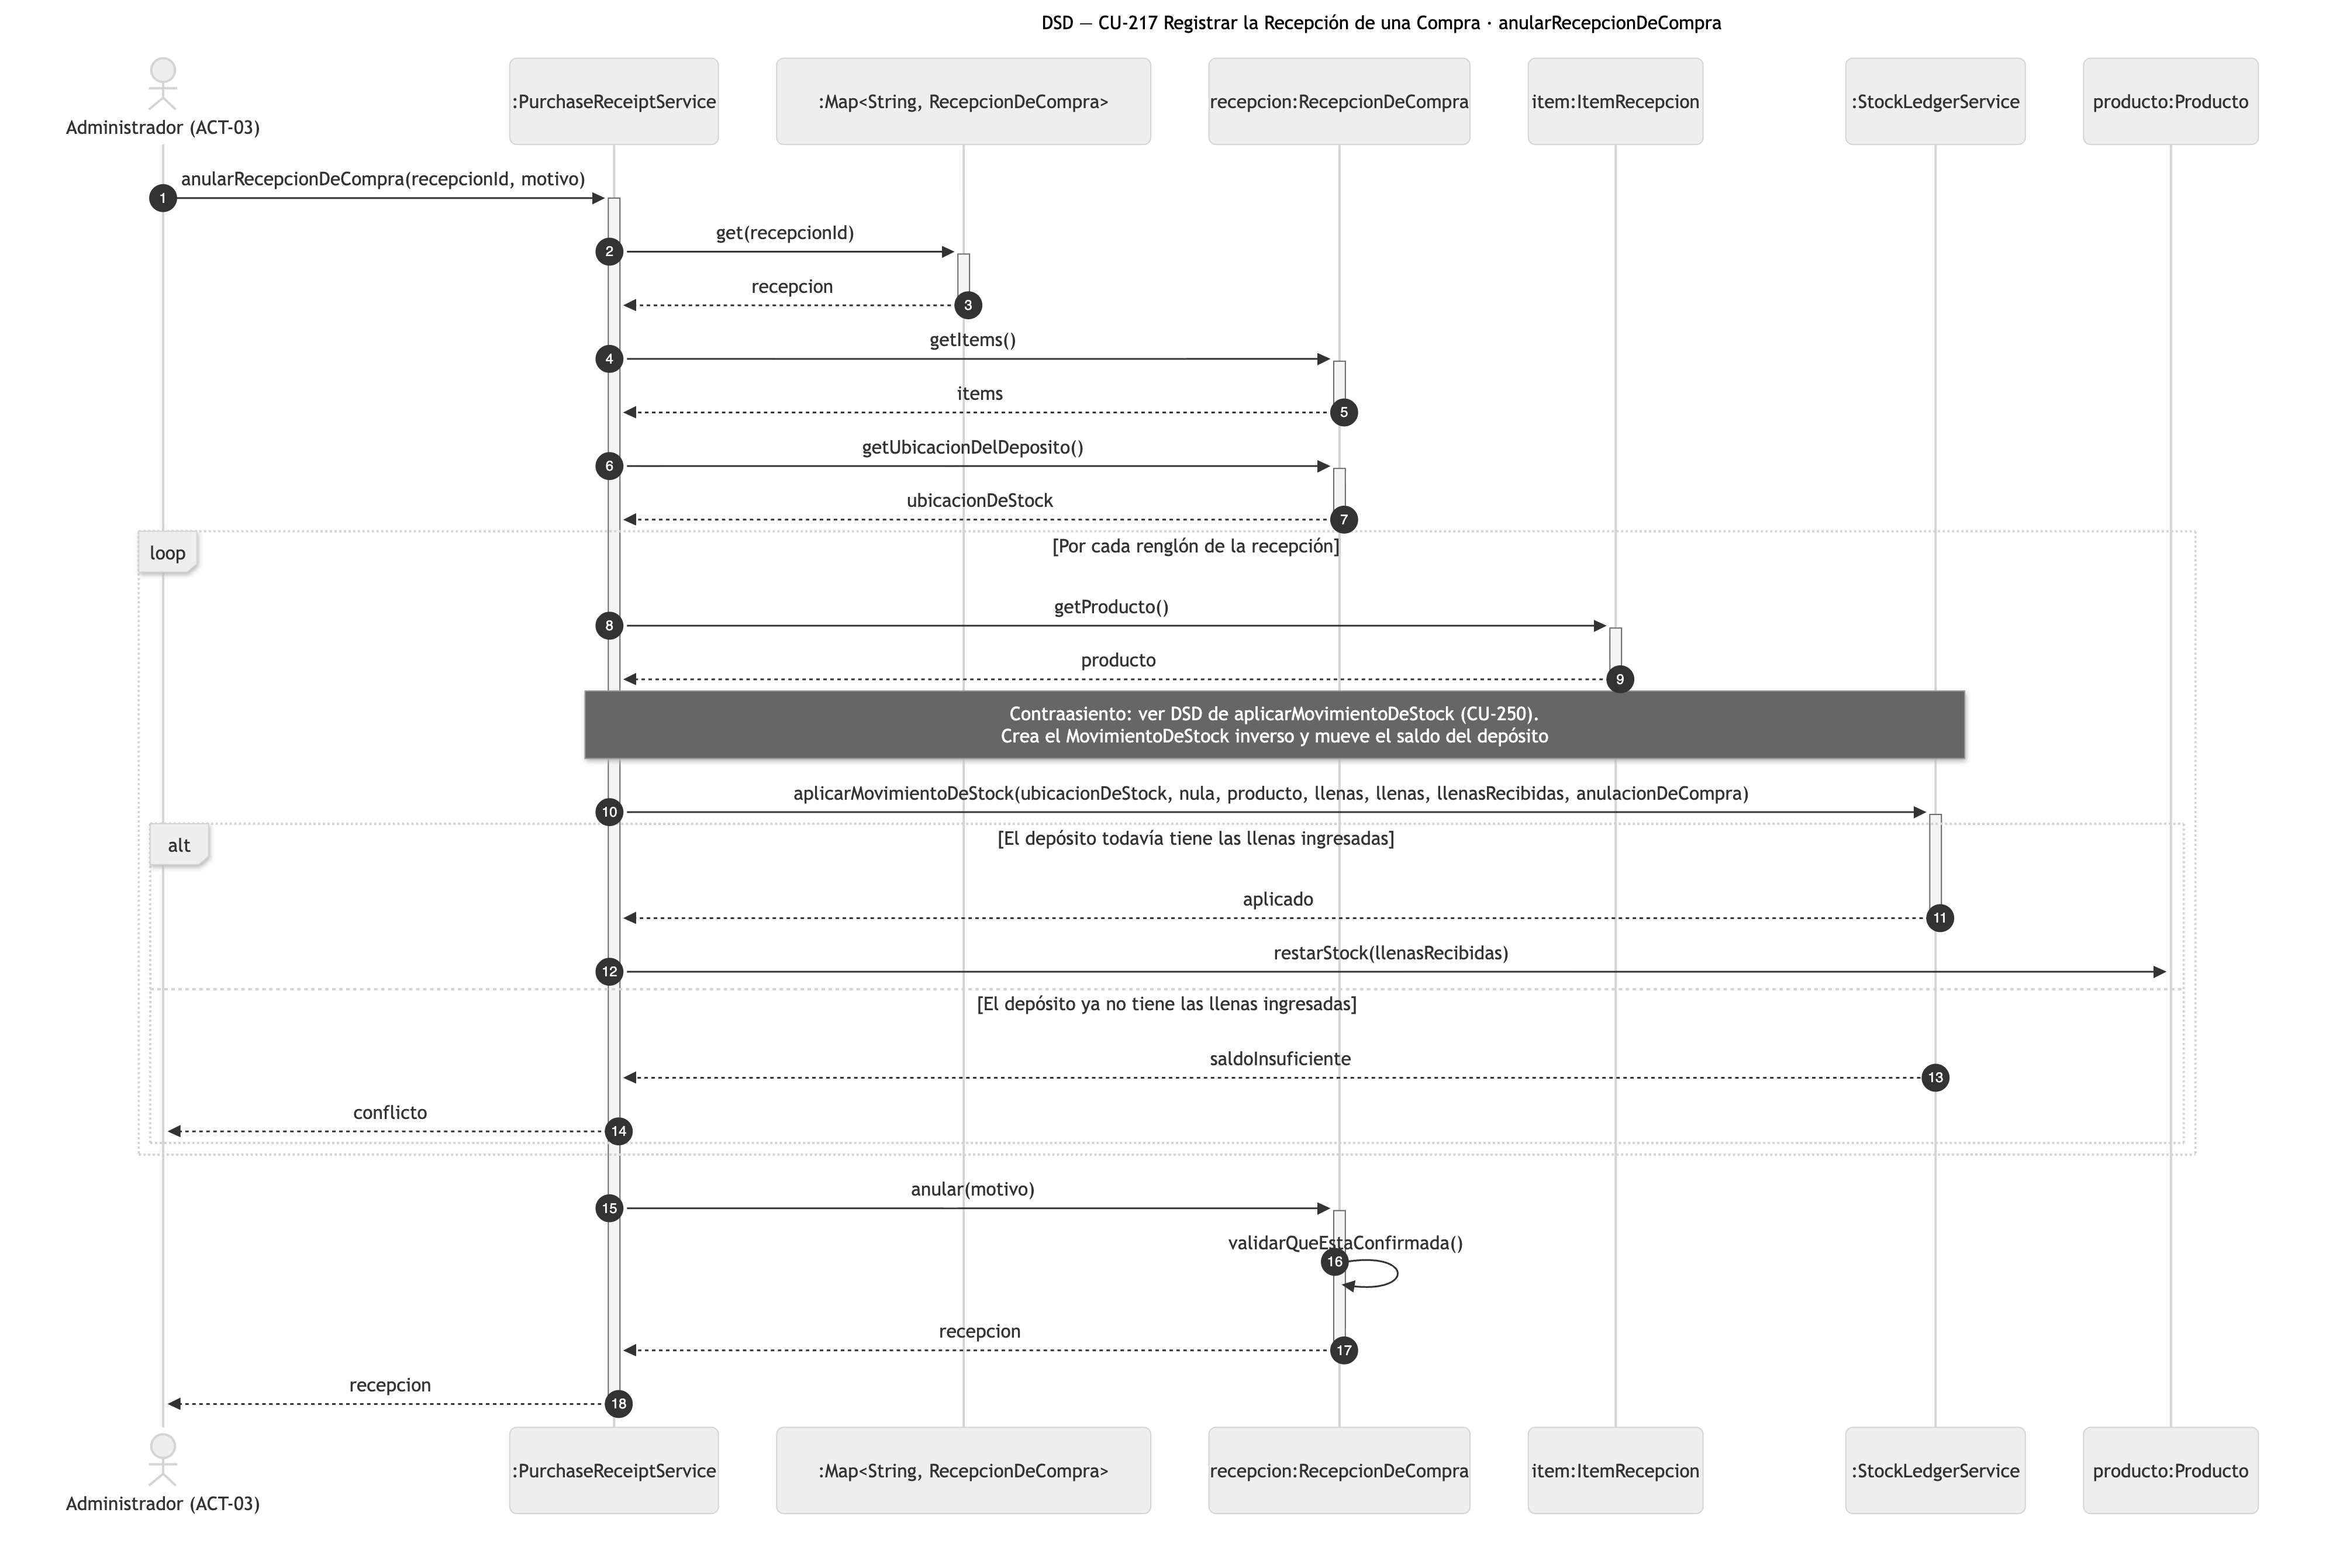 DSD — CU-217 Registrar la Recepción de una Compra · anularRecepcionDeCompra
Administrador (ACT-03)
:PurchaseReceiptService
:Map<String, RecepcionDeCompra>
recepcion:RecepcionDeCompra
item:ItemRecepcion
:StockLedgerService
producto:Producto
anularRecepcionDeCompra(recepcionId, motivo)
1
get(recepcionId)
2
recepcion
3
getItems()
4
items
5
getUbicacionDelDeposito()
6
ubicacionDeStock
7
loop
[Por cada renglón de la recepción]
getProducto()
8
producto
9
Contraasiento: ver DSD de aplicarMovimientoDeStock (CU-250).
Crea el MovimientoDeStock inverso y mueve el saldo del depósito
aplicarMovimientoDeStock(ubicacionDeStock, nula, producto, llenas, llenas, llenasRecibidas, anulacionDeCompra)
10
alt
[El depósito todavía tiene las llenas ingresadas]
aplicado
11
restarStock(llenasRecibidas)
12
[El depósito ya no tiene las llenas ingresadas]
saldoInsuficiente
13
conflicto
14
anular(motivo)
15
validarQueEstaConfirmada()
16
recepcion
17
recepcion
18
:PurchaseReceiptService
:Map<String, RecepcionDeCompra>
recepcion:RecepcionDeCompra
item:ItemRecepcion
:StockLedgerService
producto:Producto
Administrador (ACT-03)